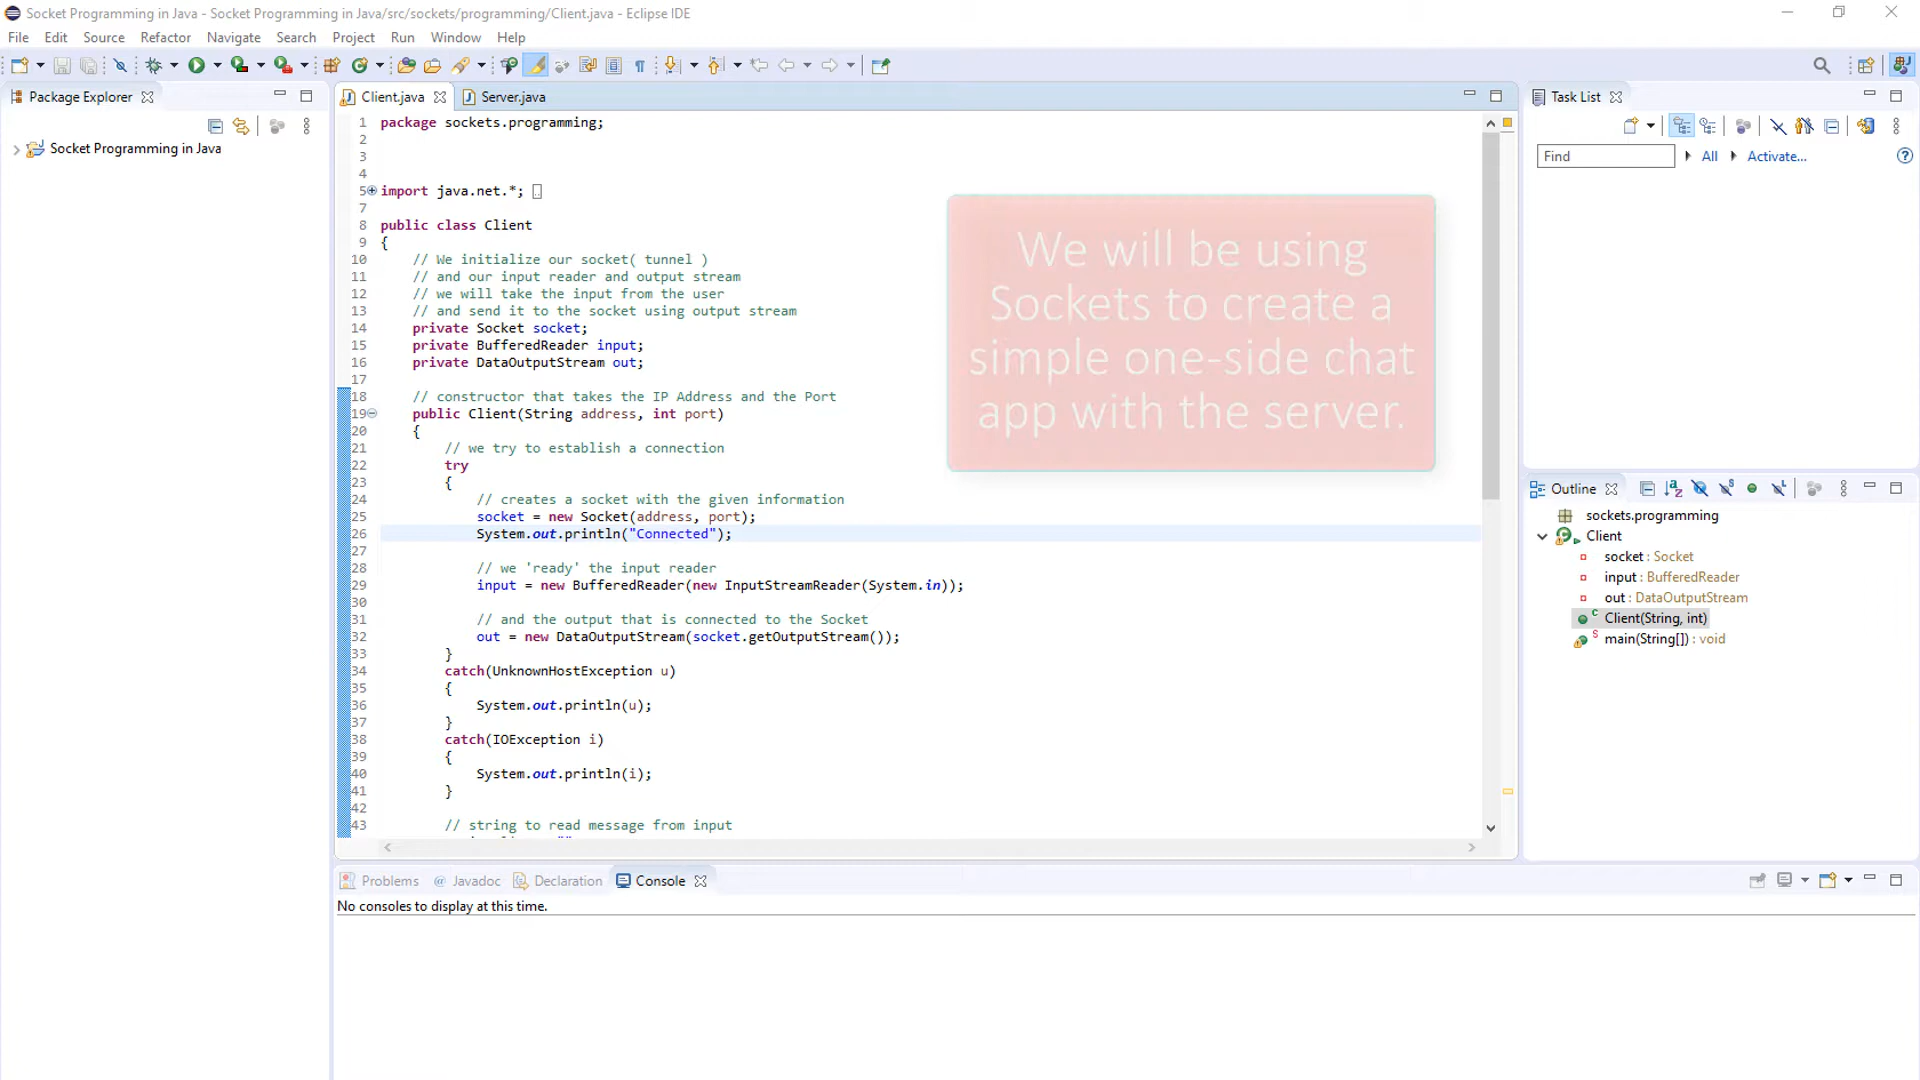 Socket Programming in Java - Socket Programming in Java/src/sockets/programming/Client.java - Eclipse IDE
File Edit Source Refactor Navigate Search Project Run Window Help
Package Explorer
Socket Programming in Java
Client.java
Server.java
1 package sockets.programming;
2
3
4
5 import java.net.*;
7
8 public class Client
9 {
10 // We initialize our socket( tunnel )
11 // and our input reader and output stream
12 // we will take the input from the user
13 // and send it to the socket using output stream
14 private Socket socket;
15 private BufferedReader input;
16 private DataOutputStream out;
17
18 // constructor that takes the IP Address and the Port
19 public Client(String address, int port)
20 {
21 // we try to establish a connection
22 try
23 {
24 // creates a socket with the given information
25 socket = new Socket(address, port);
26 System.out.println("Connected");
27
28 // we 'ready' the input reader
29 input = new BufferedReader(new InputStreamReader(System.in));
30
31 // and the output that is connected to the Socket
32 out = new DataOutputStream(socket.getOutputStream());
33 }
34 catch(UnknownHostException u)
35 {
36 System.out.println(u);
37 }
38 catch(IOException i)
39 {
40 System.out.println(i);
41 }
42
43 // string to read message from input
We will be using
Sockets to create a
simple one-side chat
app with the server.
Task List
Find All Activate...
Outline
sockets.programming
Client
socket : Socket
input : BufferedReader
out : DataOutputStream
Client(String, int)
main(String[]) : void
Problems Javadoc Declaration Console
No consoles to display at this time.